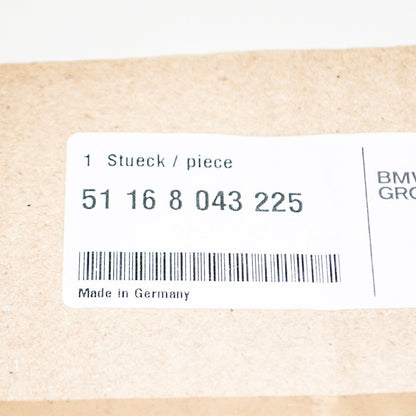 1 Stueck / piece
51 16 8 043 225
Made in Germany
BMW
GRO